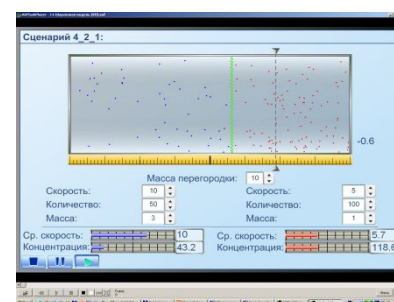 Сценарий 4_2_1:
-0.6
Масса перегородки: 10
Скорость: 10 Скорость: 5
Количество: 50 Количество: 100
Масса: 3 Масса: 1
Ср. скорость: 10 Ср. скорость: 5.7
Концентрация: 43.2 Концентрация: 118.6